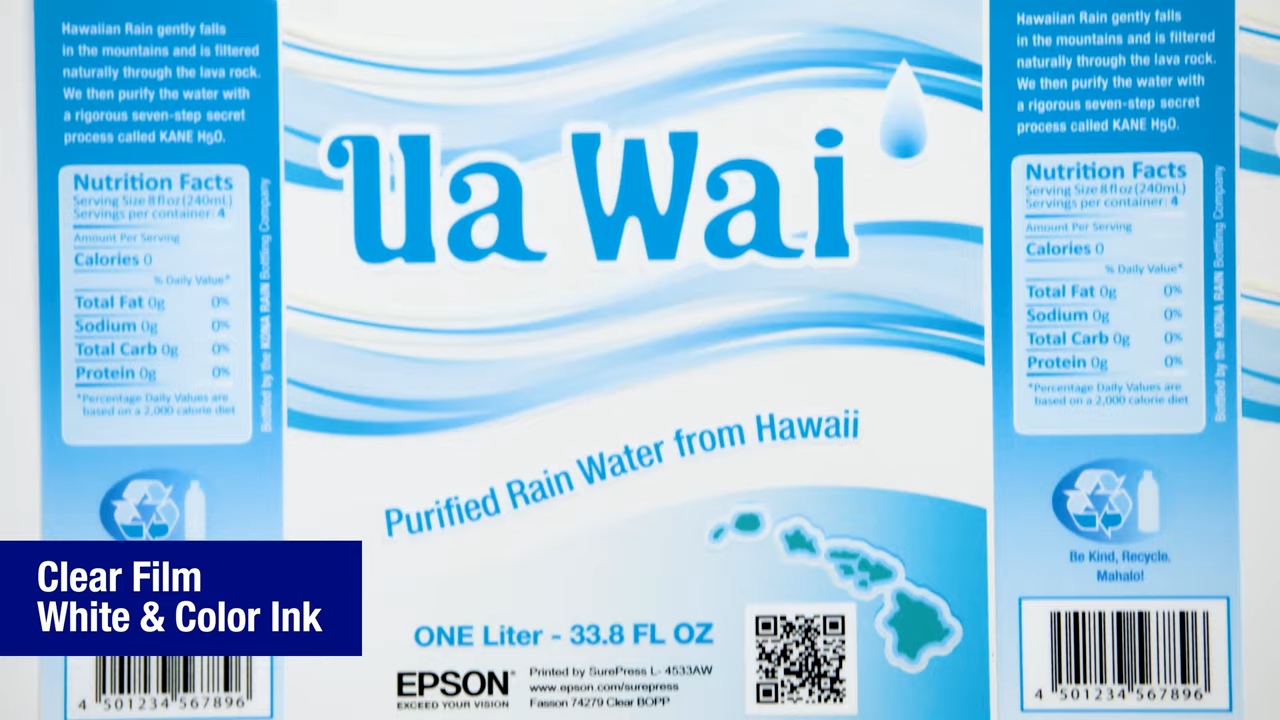 Hawaiian Rain gently falls
in the mountains and is filtered
naturally through the lava rock.
We then purify the water with
a rigorous seven-step secret
process called KANE H5O.
Nutrition Facts
Serving Size 8 fl oz (240mL)
Servings per container: 4
Amount Per Serving
Calories 0
% Daily Value*
Total Fat 0g 0%
Sodium 0g 0%
Total Carb 0g 0%
Protein 0g 0%
*Percentage Daily Values are
based on a 2,000 calorie diet
Bottled by the KONA RAIN Bottling Company
4 501234 567896
Clear Film
White & Color Ink
Ua Wai
Purified Rain Water from Hawaii
ONE Liter - 33.8 FL OZ
EPSON
EXCEED YOUR VISION
Printed by SurePress L- 4533AW
www.epson.com/surepress
Fasson 74279 Clear BOPP
Hawaiian Rain gently falls
in the mountains and is filtered
naturally through the lava rock.
We then purify the water with
a rigorous seven-step secret
process called KANE H5O.
Nutrition Facts
Serving Size 8 fl oz (240mL)
Servings per container: 4
Amount Per Serving
Calories 0
% Daily Value*
Total Fat 0g 0%
Sodium 0g 0%
Total Carb 0g 0%
Protein 0g 0%
*Percentage Daily Values are
based on a 2,000 calorie diet
Bottled by the KONA RAIN Bottling Company
Be Kind, Recycle.
Mahalo!
4 501234 567896